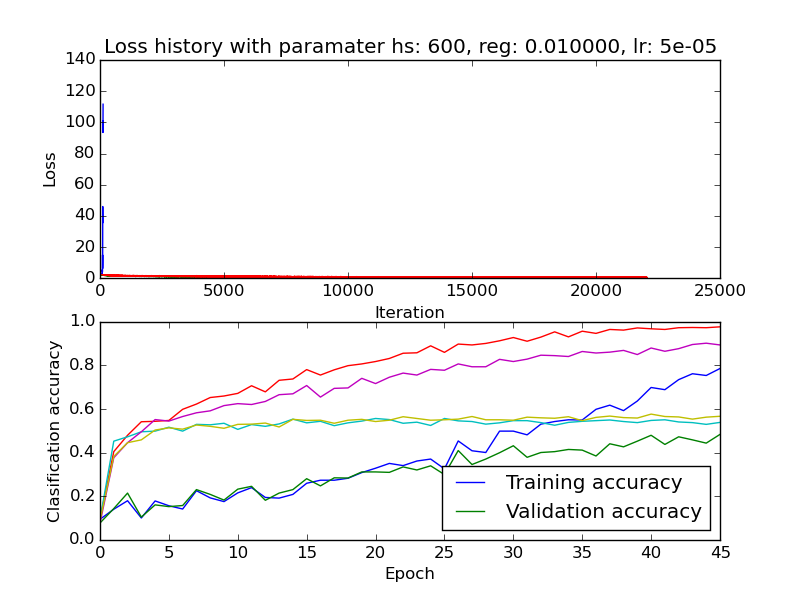 Loss history with paramater hs: 600, reg: 0.010000, lr: 5e-05
140
120
100
80
60
40
20
0
Loss
0 5000 10000 15000 20000 25000
Iteration
1.0
0.8
0.6
0.4
0.2
0.0
Clasification accuracy
Training accuracy
Validation accuracy
0 5 10 15 20 25 30 35 40 45
Epoch